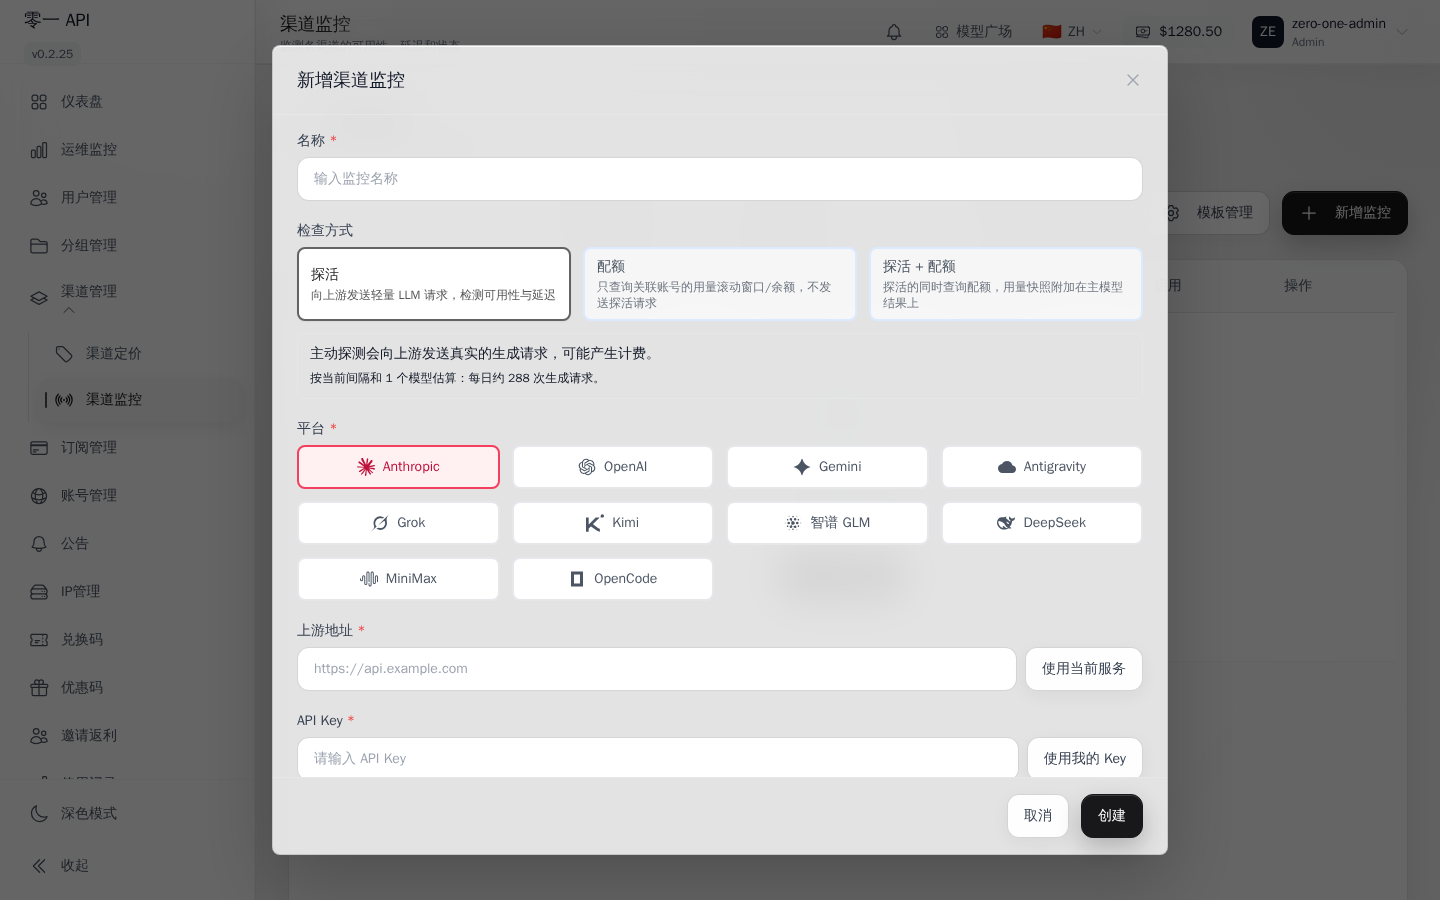 零一 API
v0.2.25
渠道监控
模型广场
ZH
$1280.50
ZE
zero-one-admin
Admin
仪表盘
运维监控
用户管理
分组管理
渠道管理
渠道定价
渠道监控
订阅管理
账号管理
公告
IP管理
兑换码
优惠码
邀请返利
深色模式
收起
模板管理
新增监控
用
操作
新增渠道监控
名称 *
输入监控名称
检查方式
探活
向上游发送轻量 LLM 请求，检测可用性与延迟
配额
只查询关联账号的用量滚动窗口/余额，不发
送探活请求
探活 + 配额
探活的同时查询配额，用量快照附加在主模型
结果上
主动探测会向上游发送真实的生成请求，可能产生计费。
按当前间隔和 1 个模型估算：每日约 288 次生成请求。
平台 *
Anthropic
OpenAI
Gemini
Antigravity
Grok
Kimi
智谱 GLM
DeepSeek
MiniMax
OpenCode
上游地址 *
https://api.example.com
使用当前服务
API Key *
请输入 API Key
使用我的 Key
取消
创建